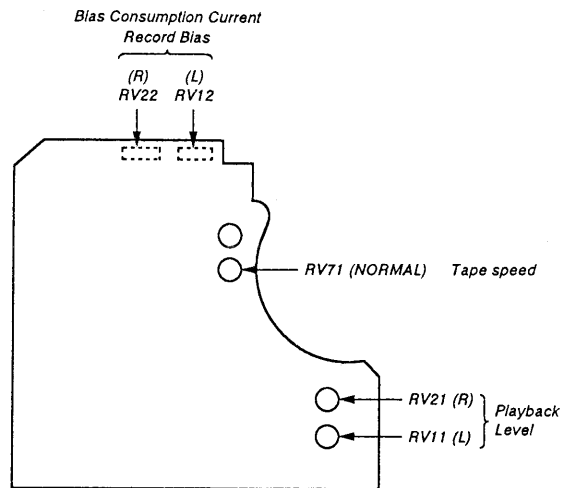 Bias Consumption Current
Record Bias
(R) (L)
RV22 RV12
RV71 (NORMAL) Tape speed
RV21 (R)
RV11 (L)
Playback
Level